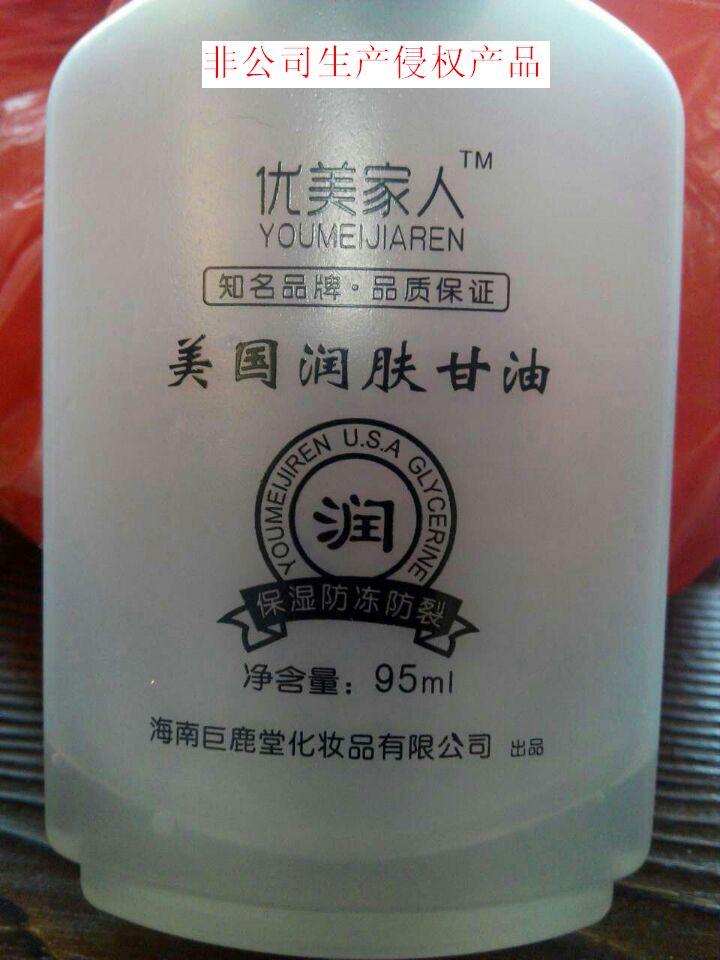 非公司生产侵权产品
优美家人™
YOUMEIJIAREN
知名品牌·品质保证
美国润肤甘油
YOUMEIJIREN U.S.A GLYCERINE
润
保湿防冻防裂
净含量：95ml
海南巨鹿堂化妆品有限公司 出品